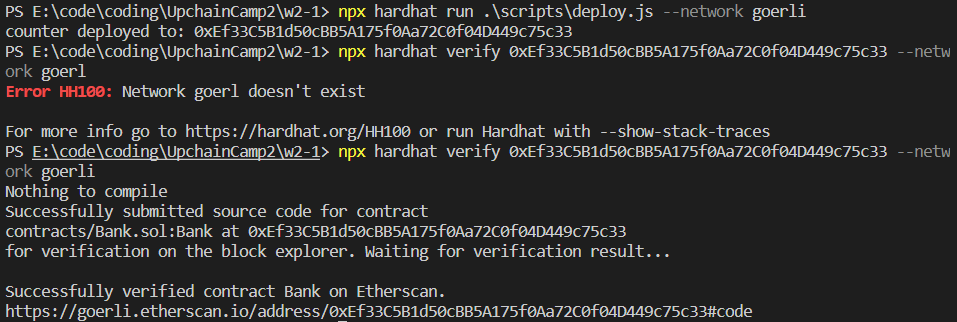 PS E:\code\coding\UpchainCamp2\w2-1> npx hardhat run .\scripts\deploy.js --network goerli
counter deployed to: 0xEf33C5B1d50cBB5A175f0Aa72C0f04D449c75c33
PS E:\code\coding\UpchainCamp2\w2-1> npx hardhat verify 0xEf33C5B1d50cBB5A175f0Aa72C0f04D449c75c33 --netw
ork goerl
Error HH100: Network goerl doesn't exist
For more info go to https://hardhat.org/HH100 or run Hardhat with --show-stack-traces
PS E:\code\coding\UpchainCamp2\w2-1> npx hardhat verify 0xEf33C5B1d50cBB5A175f0Aa72C0f04D449c75c33 --netw
ork goerli
Nothing to compile
Successfully submitted source code for contract
contracts/Bank.sol:Bank at 0xEf33C5B1d50cBB5A175f0Aa72C0f04D449c75c33
for verification on the block explorer. Waiting for verification result...
Successfully verified contract Bank on Etherscan.
https://goerli.etherscan.io/address/0xEf33C5B1d50cBB5A175f0Aa72C0f04D449c75c33#code